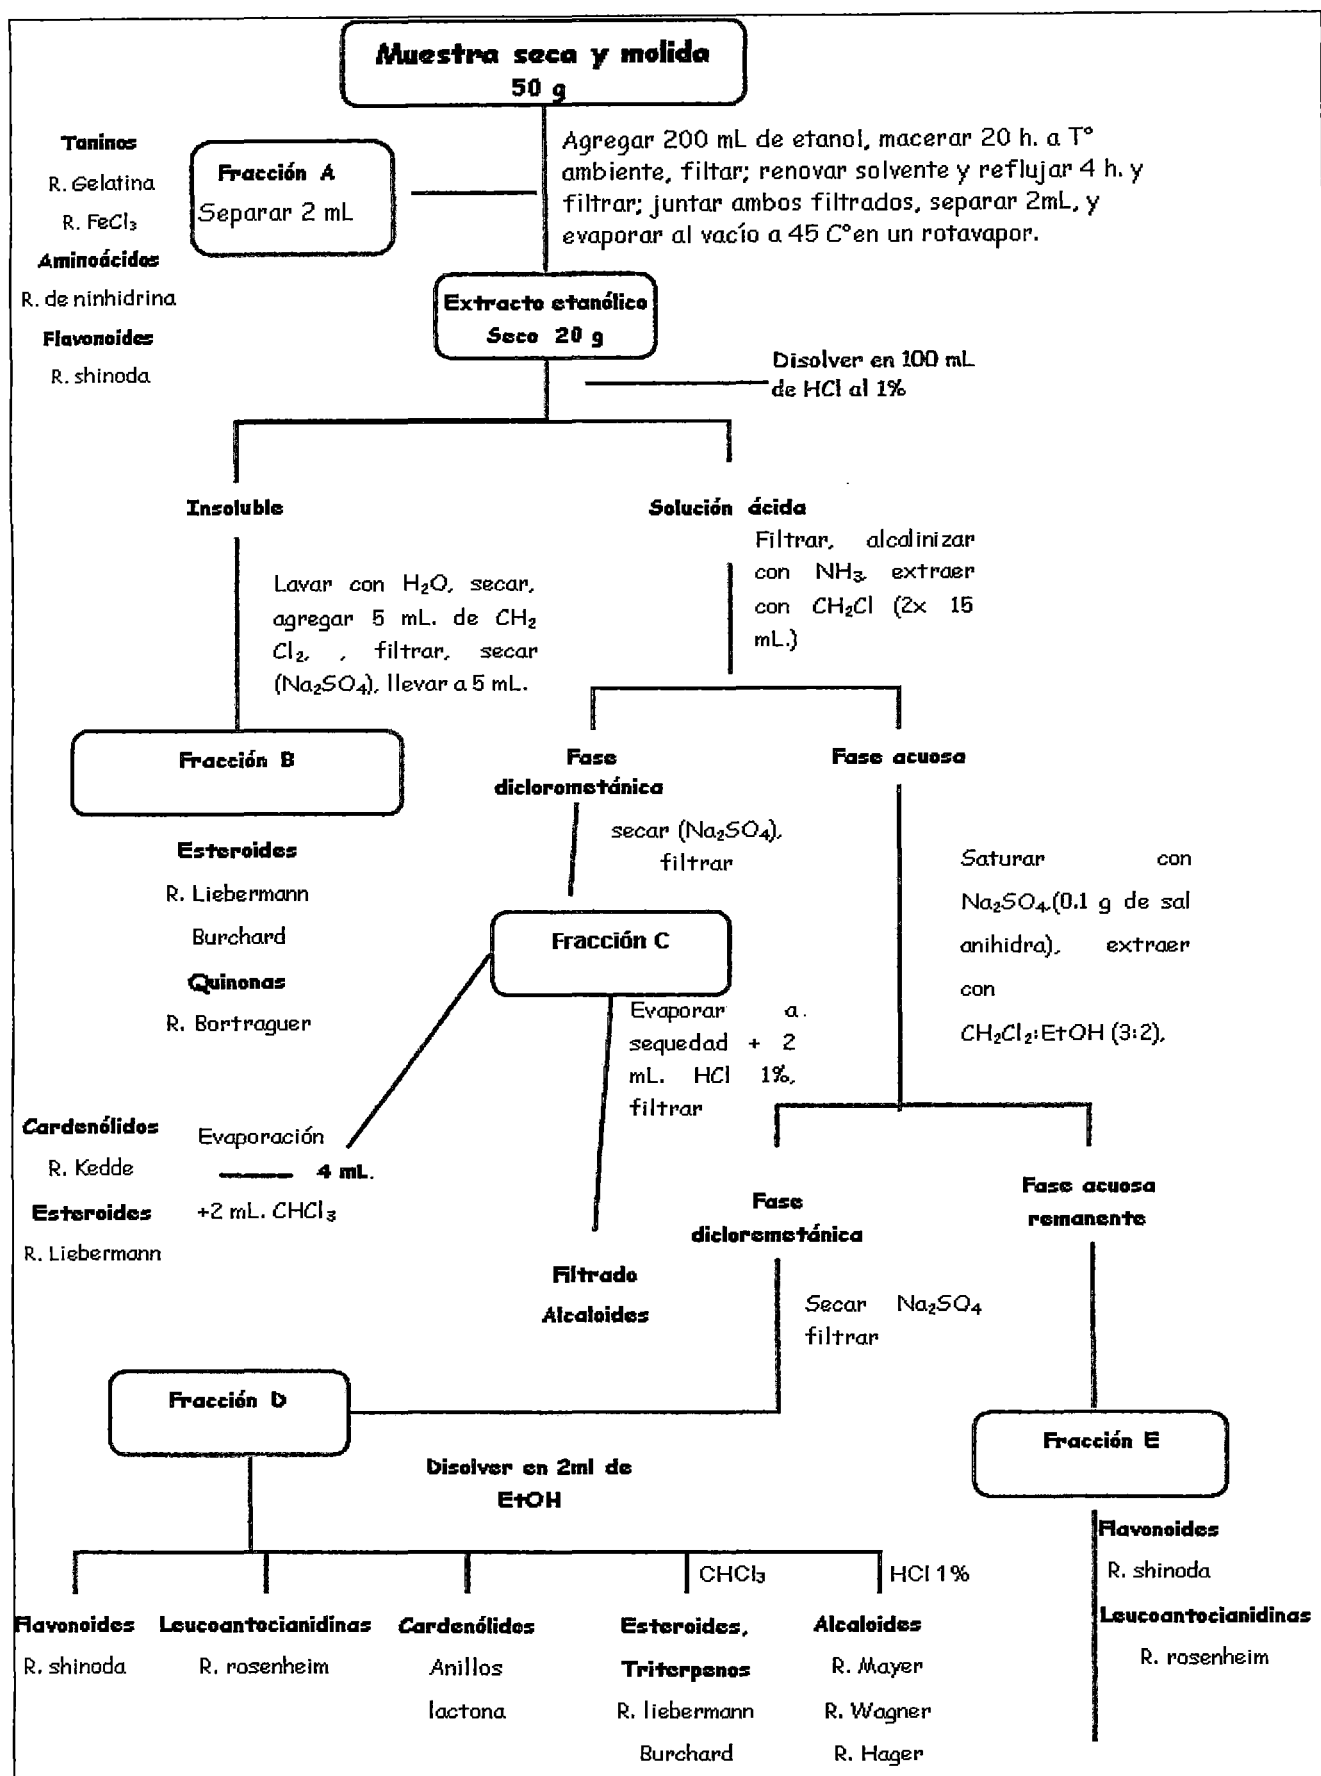 Muestra seca y molida
50 g
Agregar 200 mL de etanol, macerar 20 h. a T°
ambiente, filtar; renovar solvente y reflujar 4 h. y
filtrar; juntar ambos filtrados, separar 2mL, y
evaporar al vacío a 45 C°en un rotavapor.
Fracción A
Separar 2 mL
Taninos
R. Gelatina
R. FeCl₃
Aminoácidos
R. de ninhidrina
Flavonoides
R. shinoda
Extracto etanólico
Seco 20 g
Disolver en 100 mL
de HCl al 1%
Insoluble
Lavar con H₂O, secar,
agregar 5 mL. de CH₂
Cl₂, , filtrar, secar
(Na₂SO₄), llevar a 5 mL.
Solución ácida
Filtrar, alcalinizar
con NH₃, extraer
con CH₂Cl (2x 15
mL.)
Fracción B
Esteroides
R. Liebermann
Burchard
Quinonas
R. Bortraguer
Fase
diclorometánica
secar (Na₂SO₄),
filtrar
Fase acuosa
Saturar con
Na₂SO₄.(0.1 g de sal
anihidra), extraer
con
CH₂Cl₂:EtOH (3:2),
Fracción C
Evaporar a.
sequedad + 2
mL. HCl 1%,
filtrar
Cardenólidos
R. Kedde
Esteroides
R. Liebermann
Evaporación
4 mL.
+2 mL. CHCl₃
Filtrado
Alcaloides
Fase
dicloremetánica
Secar Na₂SO₄
filtrar
Fase acuosa
remanente
Fracción D
Disolver en 2ml de
EtOH
Fracción E
Flavonoides
R. shinoda
Leucoantocianidinas
R. rosenheim
CHCl₃
HCl 1%
Flavonoides
R. shinoda
Leucoantocianidinas
R. rosenheim
Cardenólidos
Anillos
lactona
Esteroides,
Triterpenos
R. liebermann
Burchard
Alcaloides
R. Mayer
R. Wagner
R. Hager